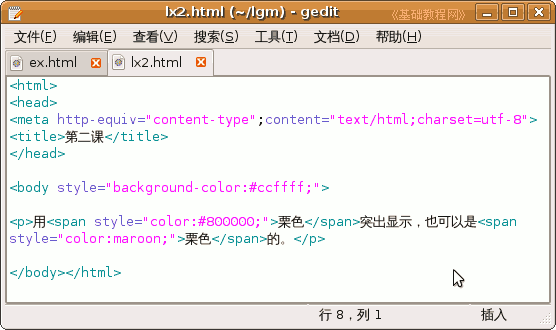 lx2.html (~/lgm) - gedit
《基础教程网》
文件(F) 编辑(E) 查看(V) 搜索(S) 工具(T) 文档(D) 帮助(H)
ex.html lx2.html
<html>
<head>
<meta http-equiv="content-type";content="text/html;charset=utf-8">
<title>第二课</title>
</head>
<body style="background-color:#ccffff;">
<p>用<span style="color:#800000;">栗色</span>突出显示，也可以是<span
style="color:maroon;">栗色</span>的。</p>
</body></html>
行 8，列 1 插入